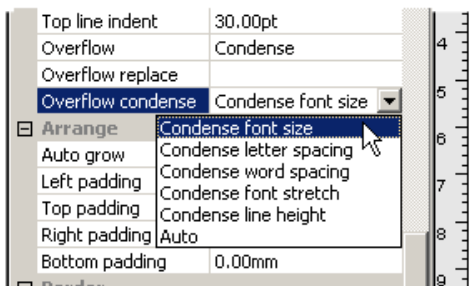 Top line indent 30.00pt
Overflow Condense
Overflow replace
Overflow condense Condense font size
Arrange Condense font size
Auto grow Condense letter spacing
Left padding Condense word spacing
Top padding Condense font stretch
Condense line height
Right padding Auto
Bottom padding 0.00mm
Border
4
5
6
7
8
9